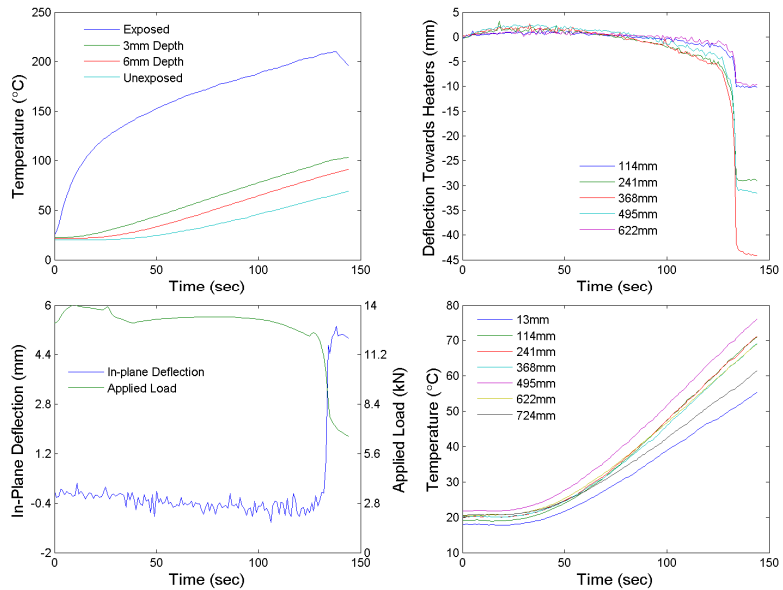 250
200
150
100
50
0
Temperature (°C)
Exposed
3mm Depth
6mm Depth
Unexposed
0
50
100
150
Time (sec)
5
0
-5
-10
-15
-20
-25
-30
-35
-40
-45
Deflection Towards Heaters (mm)
114mm
241mm
368mm
495mm
622mm
0
50
100
150
Time (sec)
6
4.4
2.8
1.2
-0.4
-2
In-Plane Deflection (mm)
In-plane Deflection
Applied Load
14
11.2
8.4
5.6
2.8
0
Applied Load (kN)
0
50
100
150
Time (sec)
80
70
60
50
40
30
20
10
Temperature (°C)
13mm
114mm
241mm
368mm
495mm
622mm
724mm
0
50
100
150
Time (sec)